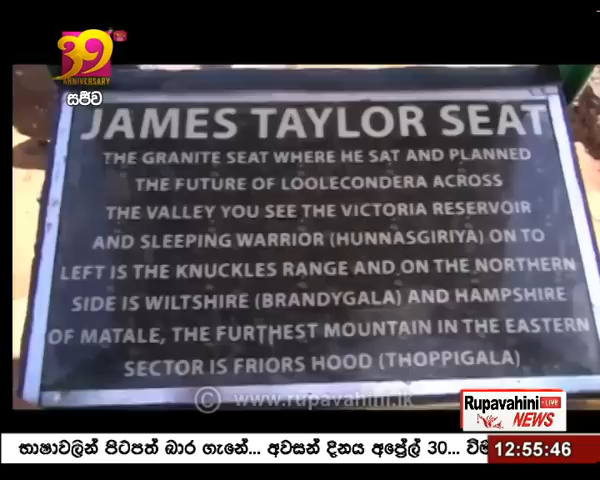 39
ANNIVERSARY
සජීව
JAMES TAYLOR SEAT
THE GRANITE SEAT WHERE HE SAT AND PLANNED
THE FUTURE OF LOOLECONDERA ACROSS
THE VALLEY YOU SEE THE VICTORIA RESERVOIR
AND SLEEPING WARRIOR (HUNNASGIRIYA) ON TO
LEFT IS THE KNUCKLES RANGE AND ON THE NORTHERN
SIDE IS WILTSHIRE (BRANDYGALA) AND HAMPSHIRE
OF MATALE, THE FURTHEST MOUNTAIN IN THE EASTERN
SECTOR IS FRIORS HOOD (THOPPIGALA)
© www.rupavahini.lk
Rupavahini LIVE
NEWS
භාෂාවලින් පිටපත් බාර ගැනේ... අවසන් දිනය අප්‍රේල් 30...
12:55:46